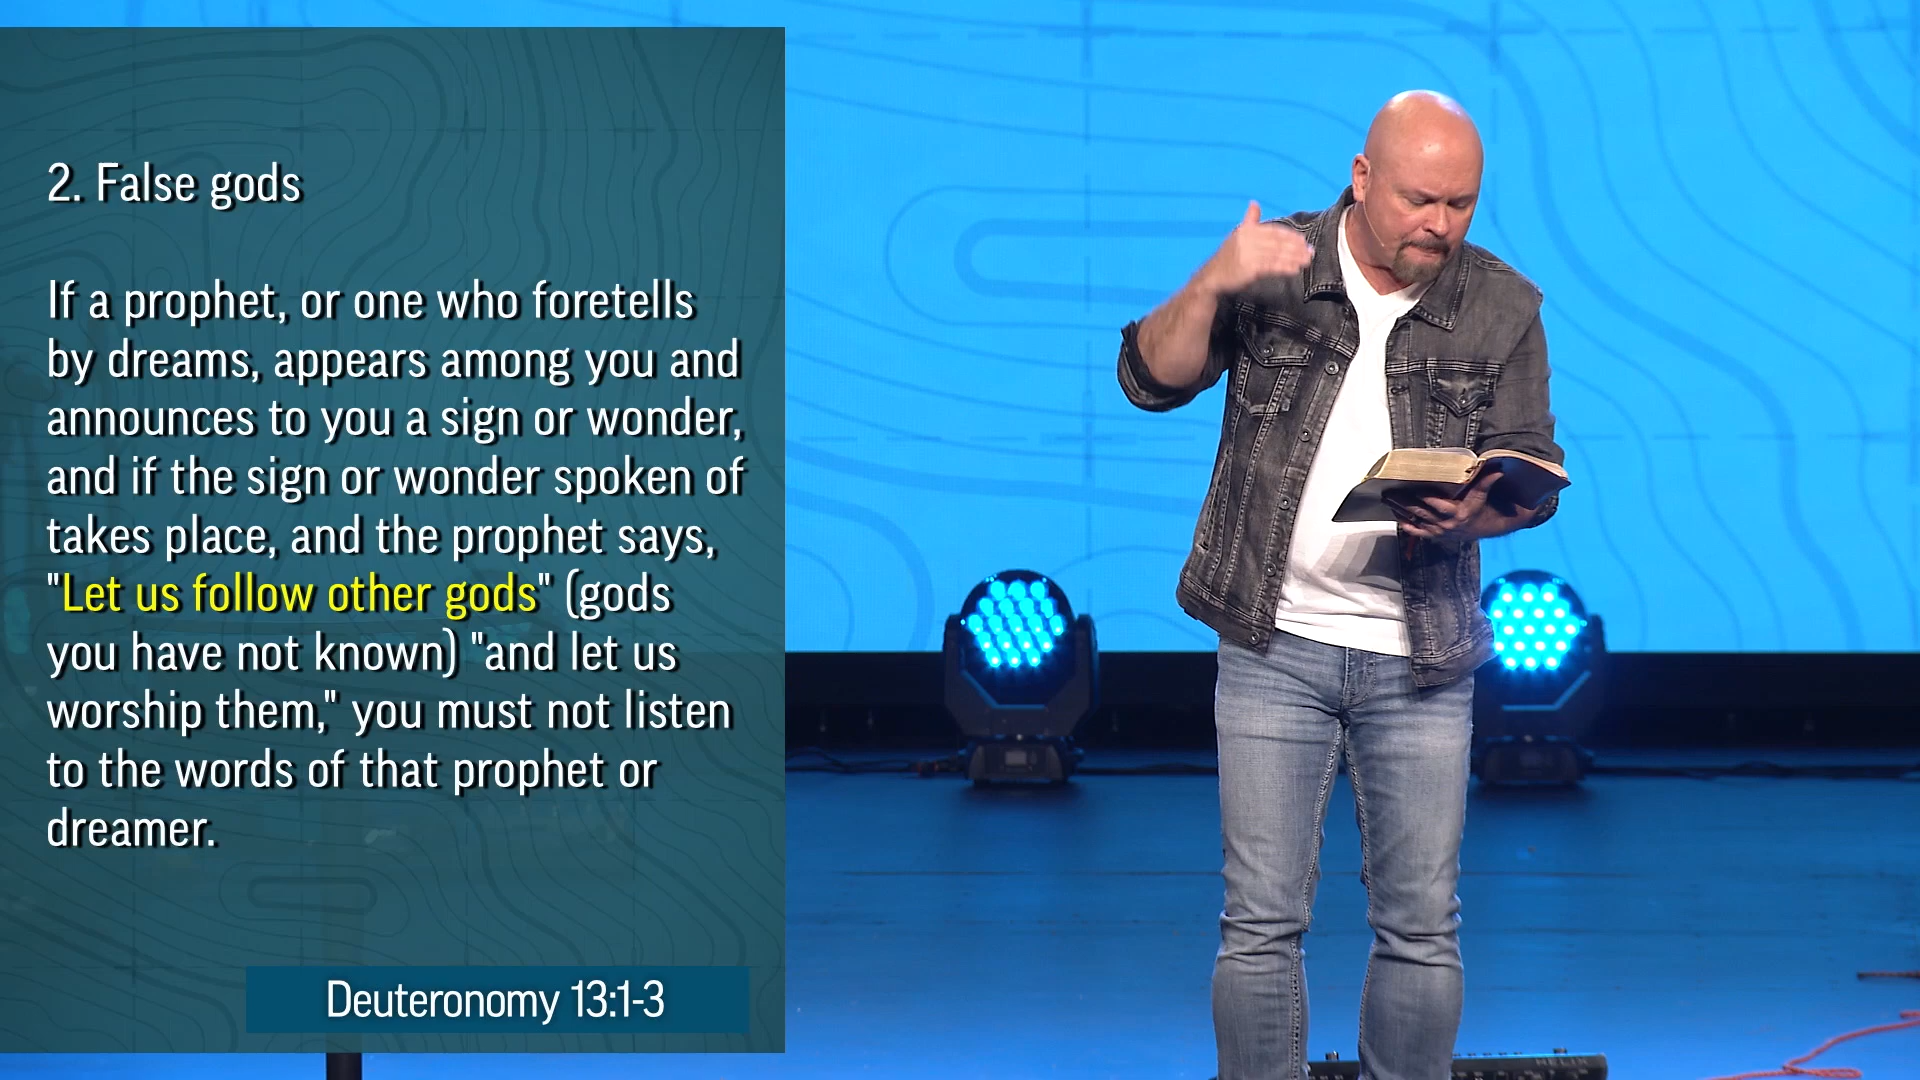 2. False gods
If a prophet, or one who foretells
by dreams, appears among you and
announces to you a sign or wonder,
and if the sign or wonder spoken of
takes place, and the prophet says,
"Let us follow other gods" (gods
you have not known) "and let us
worship them," you must not listen
to the words of that prophet or
dreamer.
Deuteronomy 13:1-3
HELIX